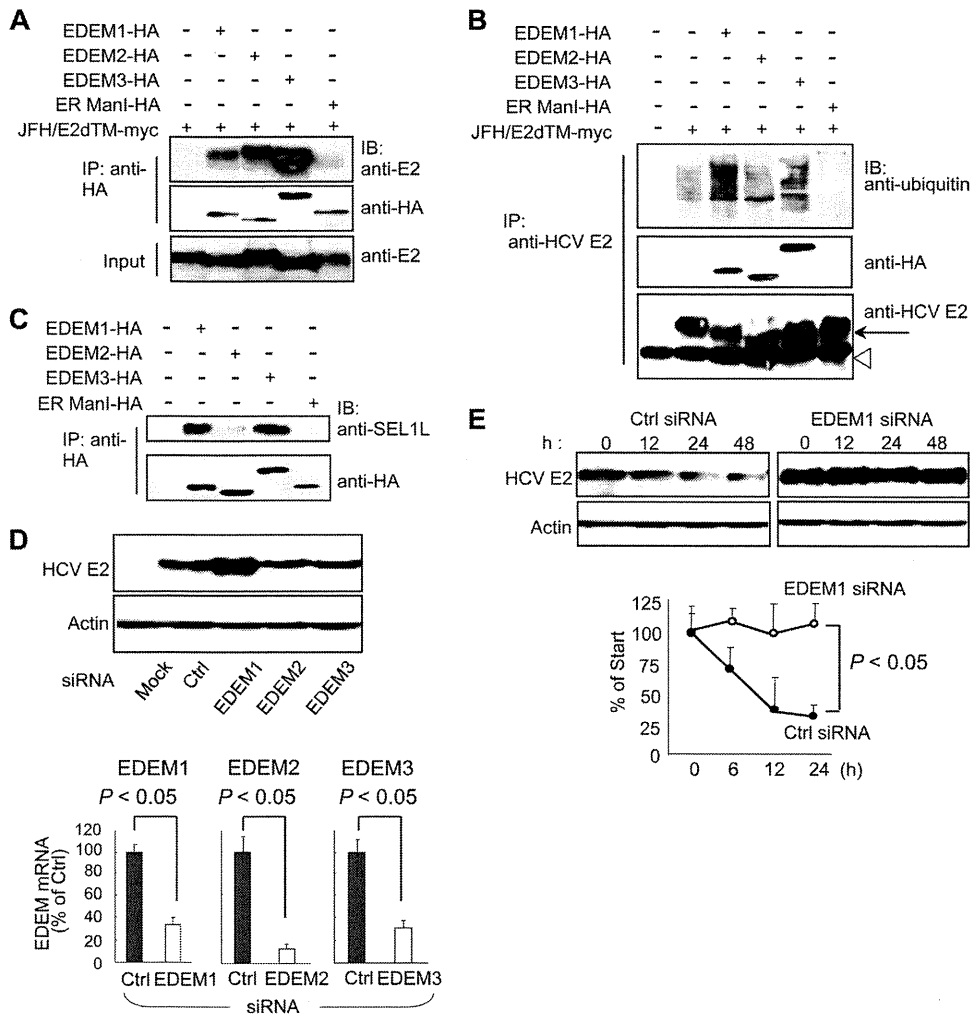 A
EDEM1-HA - + - - -
EDEM2-HA - - + - -
EDEM3-HA - - - + -
ER ManI-HA - - - - +
JFH/E2dTM-myc + + + + +
IP: anti-HA
IB:
anti-E2
anti-HA
Input
anti-E2
B
EDEM1-HA - - + - - -
EDEM2-HA - - - + - -
EDEM3-HA - - - - + -
ER ManI-HA - - - - - +
JFH/E2dTM-myc - + + + + +
IP:
anti-HCV E2
IB:
anti-ubiquitin
anti-HA
anti-HCV E2
C
EDEM1-HA - + - - -
EDEM2-HA - - + - -
EDEM3-HA - - - + -
ER ManI-HA - - - - +
IP: anti-
HA
IB:
anti-SEL1L
anti-HA
D
HCV E2
Actin
siRNA Mock Ctrl EDEM1 EDEM2 EDEM3
EDEM1 EDEM2 EDEM3
P < 0.05 P < 0.05 P < 0.05
EDEM mRNA
(% of Ctrl)
120
100
80
60
40
20
0
Ctrl EDEM1 Ctrl EDEM2 Ctrl EDEM3
siRNA
E
Ctrl siRNA EDEM1 siRNA
h : 0 12 24 48 0 12 24 48
HCV E2
Actin
% of Start
125
100
75
50
25
0
EDEM1 siRNA
P < 0.05
Ctrl siRNA
0 6 12 24 (h)